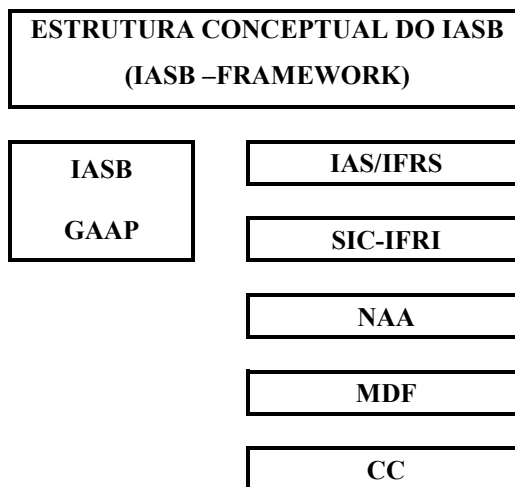 ESTRUTURA CONCEPTUAL DO IASB
(IASB –FRAMEWORK)
IASB
GAAP
IAS/IFRS
SIC-IFRI
NAA
MDF
CC